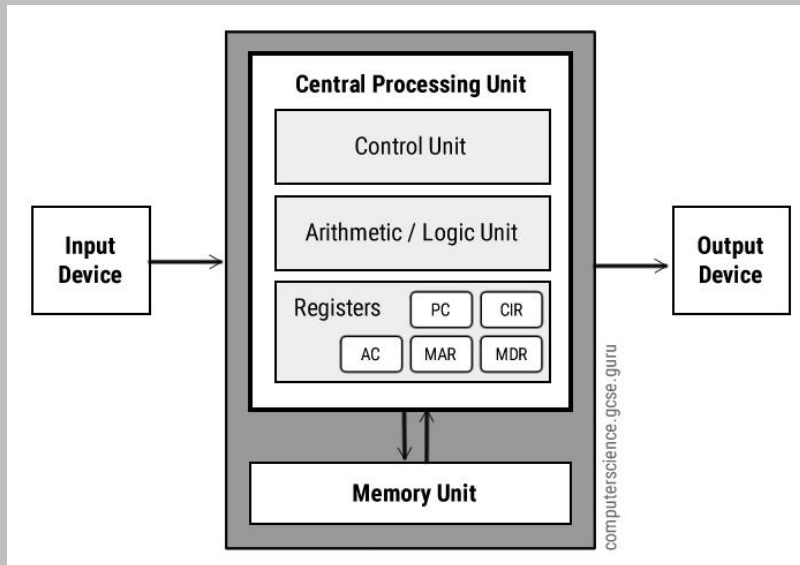 Central Processing Unit
Control Unit
Arithmetic / Logic Unit
Registers
PC
CIR
AC
MAR
MDR
Input
Device
Output
Device
Memory Unit
computerscience.gcse.guru